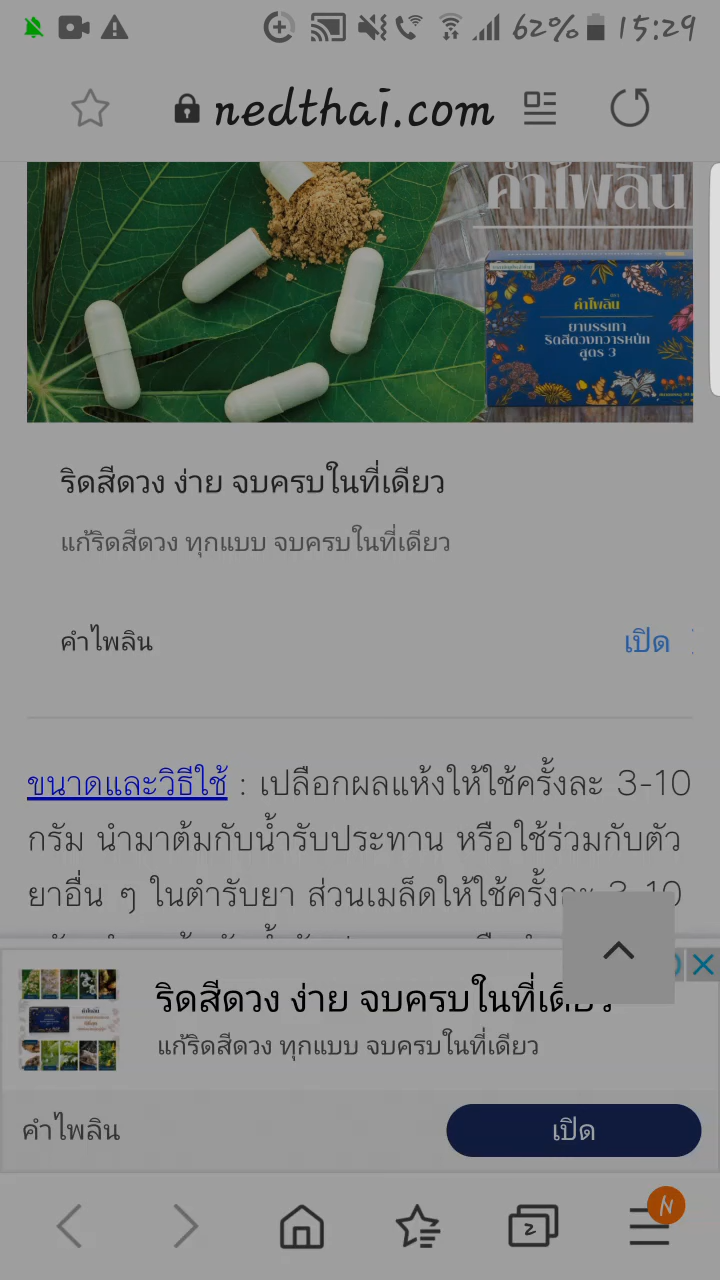 62% 15:29
nedthai.com
คำไพลิน
คำไพลิน
ยาบรรเทา
ริดสีดวงทวารหนัก
สูตร 3
ริดสีดวง ง่าย จบครบในที่เดียว
แก้ริดสีดวง ทุกแบบ จบครบในที่เดียว
คำไพลิน
เปิด
ขนาดและวิธีใช้ : เปลือกผลแห้งให้ใช้ครั้งละ 3-10
กรัม นำมาต้มกับน้ำรับประทาน หรือใช้ร่วมกับตัว
ยาอื่น ๆ ในตำรับยา ส่วนเมล็ดให้ใช้ครั้งละ 3-10
ริดสีดวง ง่าย จบครบในที่เดียว
แก้ริดสีดวง ทุกแบบ จบครบในที่เดียว
คำไพลิน
เปิด
2
N